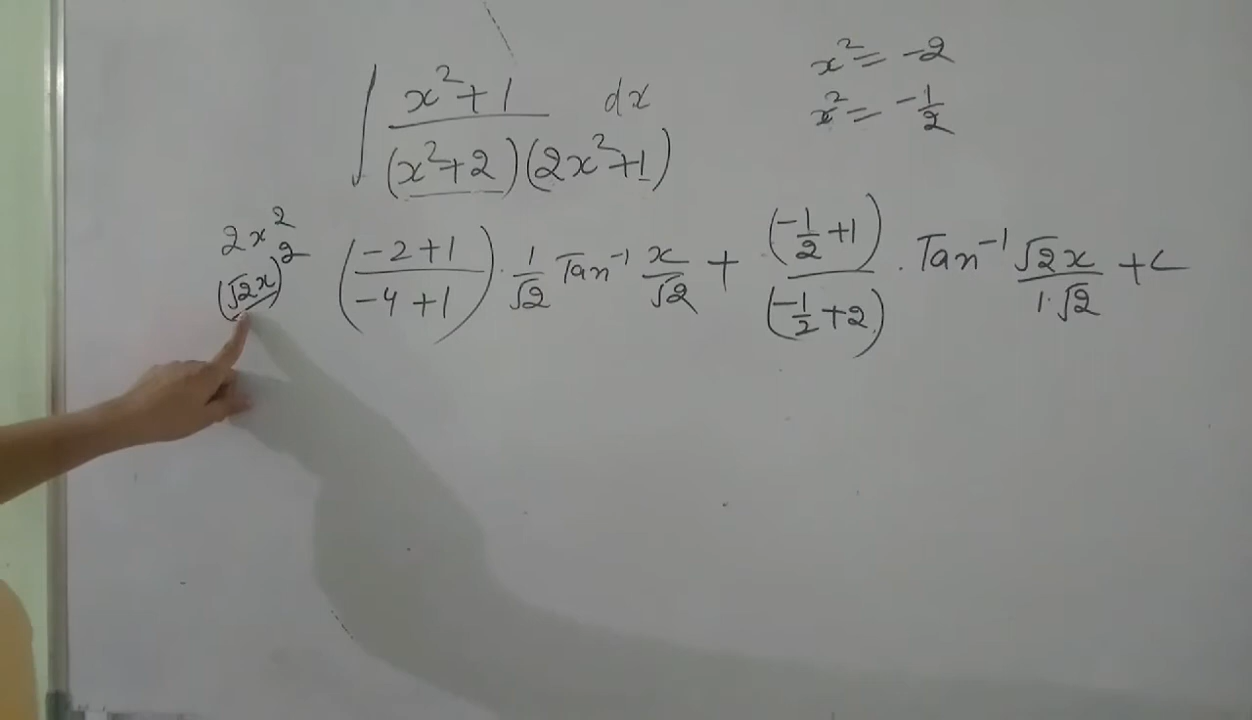 ∫ (x²+1)/((x²+2)(2x²+1)) dx
x² = -2
x² = -1/2
2x²
(√2x)²
((-2+1)/(-4+1)) · 1/√2 Tan⁻¹ x/√2 + (-1/2+1)/(-1/2+2) · Tan⁻¹ √2x/(1·√2) + c